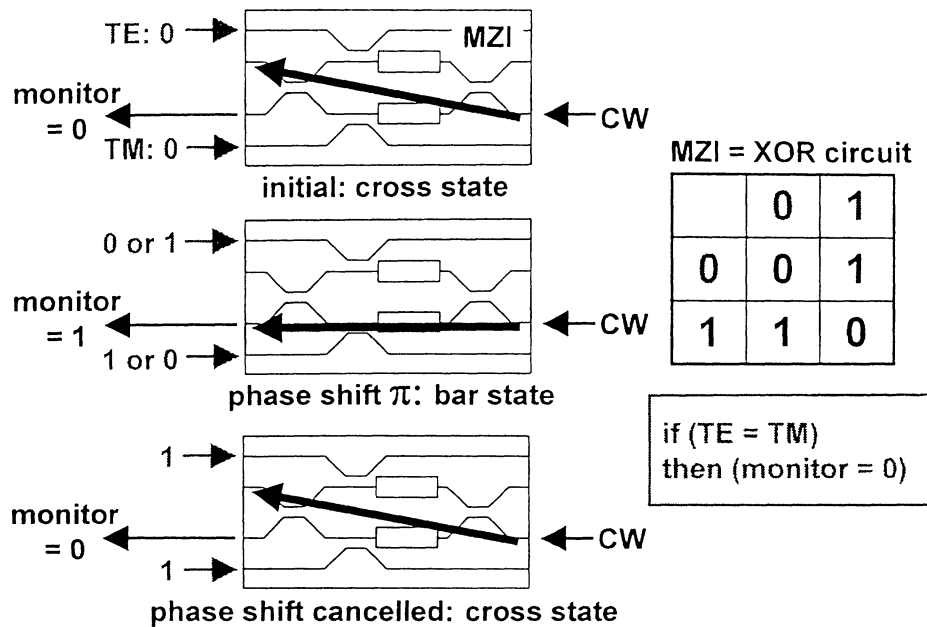 TE: 0
MZI
monitor
= 0
CW
TM: 0
initial: cross state
0 or 1
monitor
= 1
CW
1 or 0
phase shift π: bar state
1
monitor
= 0
CW
1
phase shift cancelled: cross state
MZI = XOR circuit
0 1
0 0 1
1 1 0
if (TE = TM)
then (monitor = 0)